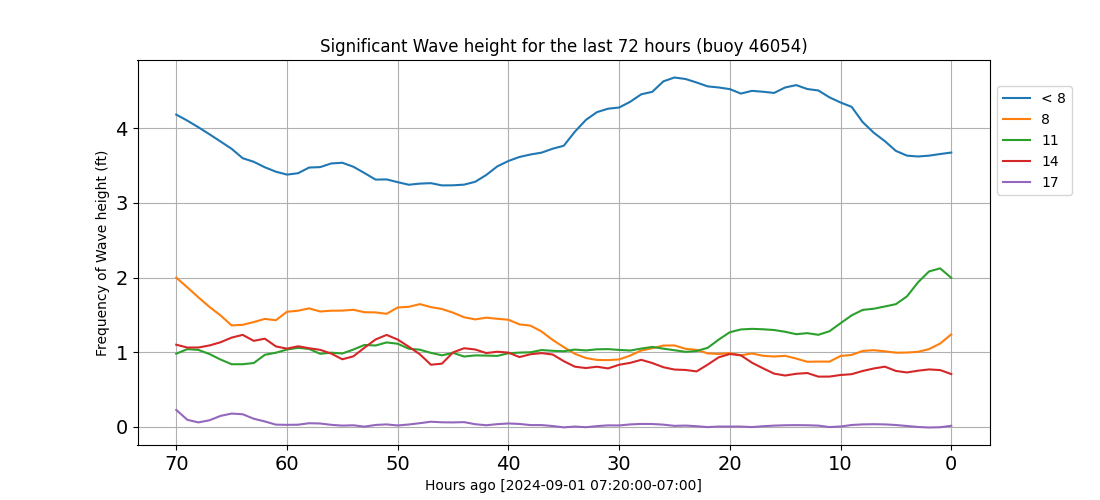 Significant Wave height for the last 72 hours (buoy 46054)
Frequency of Wave height (ft)
4
3
2
1
0
70 60 50 40 30 20 10 0
Hours ago [2024-09-01 07:20:00-07:00]
< 8
8
11
14
17